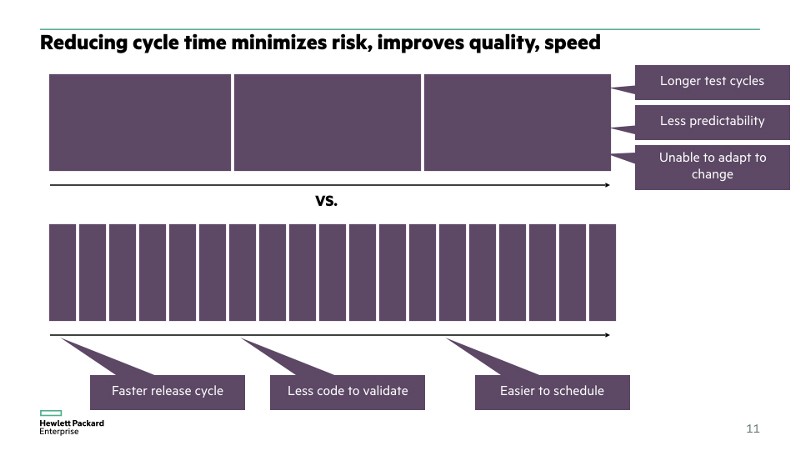 Reducing cycle time minimizes risk, improves quality, speed
Longer test cycles
Less predictability
Unable to adapt to
change
vs.
Faster release cycle
Less code to validate
Easier to schedule
Hewlett Packard
Enterprise
11